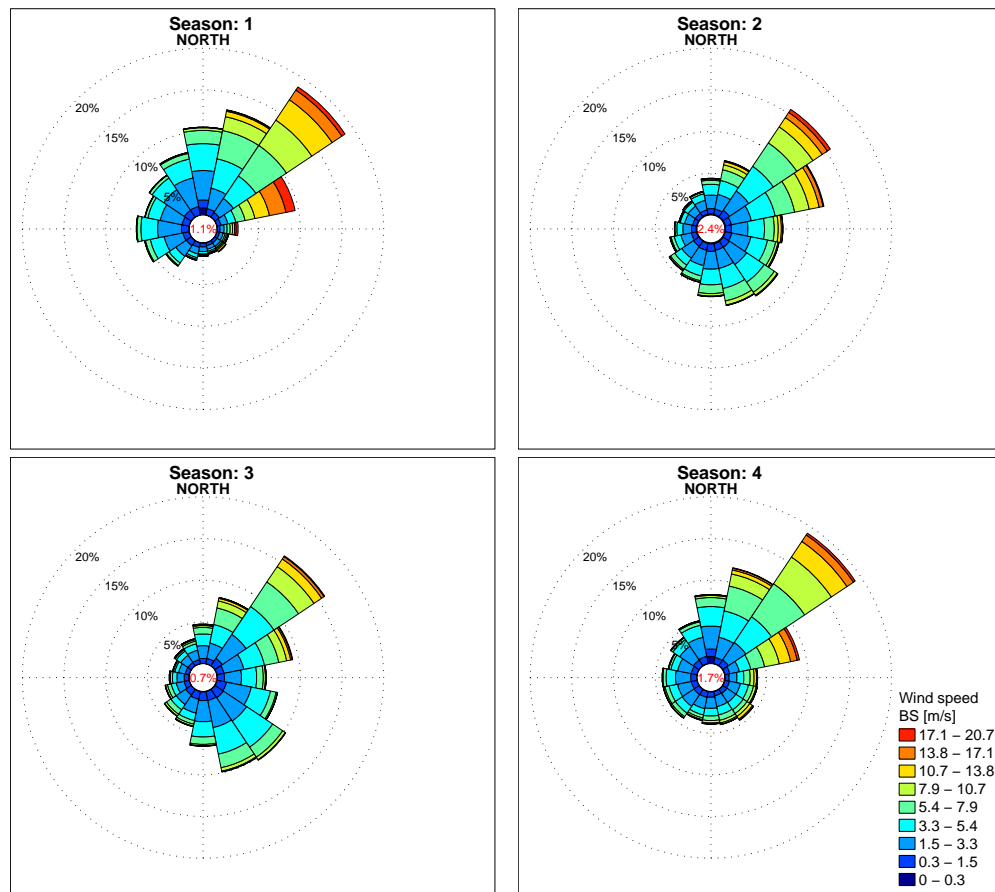 Season: 1
NORTH
20%
15%
10%
5%
1.1%
Season: 2
NORTH
20%
15%
10%
5%
2.4%
Season: 3
NORTH
20%
15%
10%
5%
0.7%
Season: 4
NORTH
20%
15%
10%
5%
1.7%
Wind speed
BS [m/s]
17.1 – 20.7
13.8 – 17.1
10.7 – 13.8
7.9 – 10.7
5.4 – 7.9
3.3 – 5.4
1.5 – 3.3
0.3 – 1.5
0 – 0.3